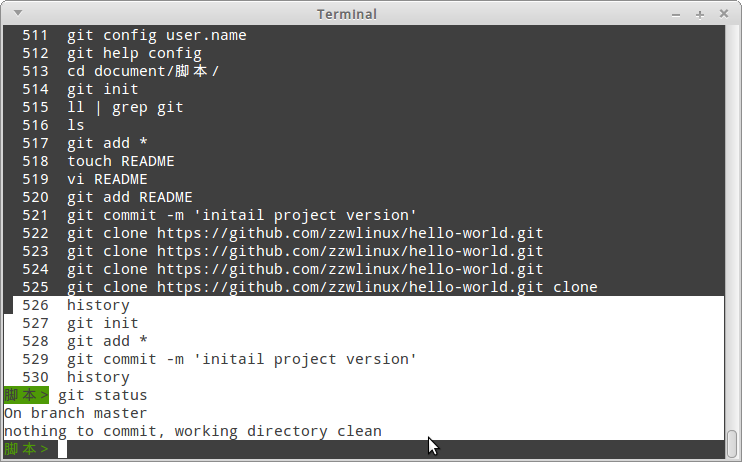 Terminal
511 git config user.name
512 git help config
513 cd document/脚本/
514 git init
515 ll | grep git
516 ls
517 git add *
518 touch README
519 vi README
520 git add README
521 git commit -m 'initail project version'
522 git clone https://github.com/zzwlinux/hello-world.git
523 git clone https://github.com/zzwlinux/hello-world.git
524 git clone https://github.com/zzwlinux/hello-world.git
525 git clone https://github.com/zzwlinux/hello-world.git clone
526 history
527 git init
528 git add *
529 git commit -m 'initail project version'
530 history
脚本> git status
On branch master
nothing to commit, working directory clean
脚本>